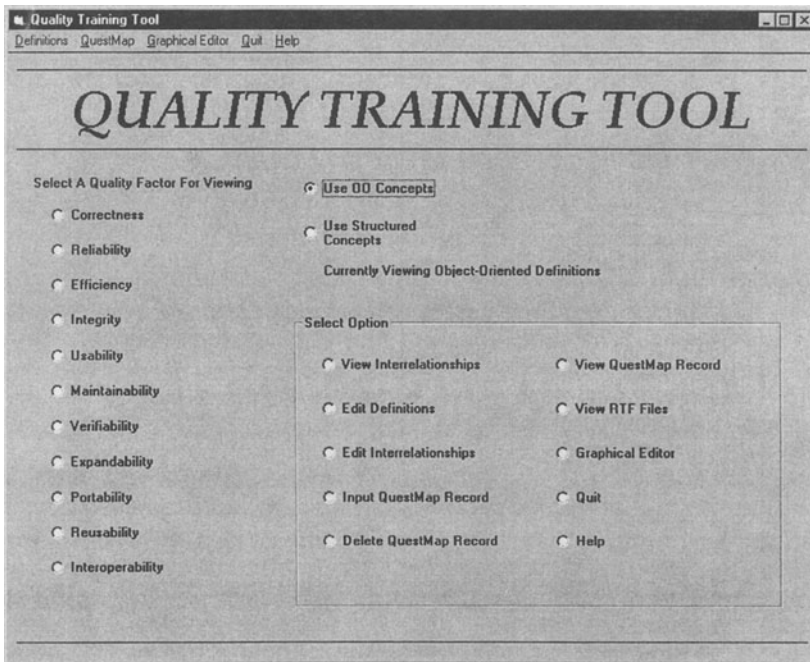 Quality Training Tool
Definitions QuestMap Graphical Editor Quit Help
QUALITY TRAINING TOOL
Select A Quality Factor For Viewing
Correctness
Reliability
Efficiency
Integrity
Usability
Maintainability
Verifiability
Expandability
Portability
Reusability
Interoperability
Use OO Concepts
Use Structured
Concepts
Currently Viewing Object-Oriented Definitions
Select Option
View Interrelationships
Edit Definitions
Edit Interrelationships
Input QuestMap Record
Delete QuestMap Record
View QuestMap Record
View RTF Files
Graphical Editor
Quit
Help